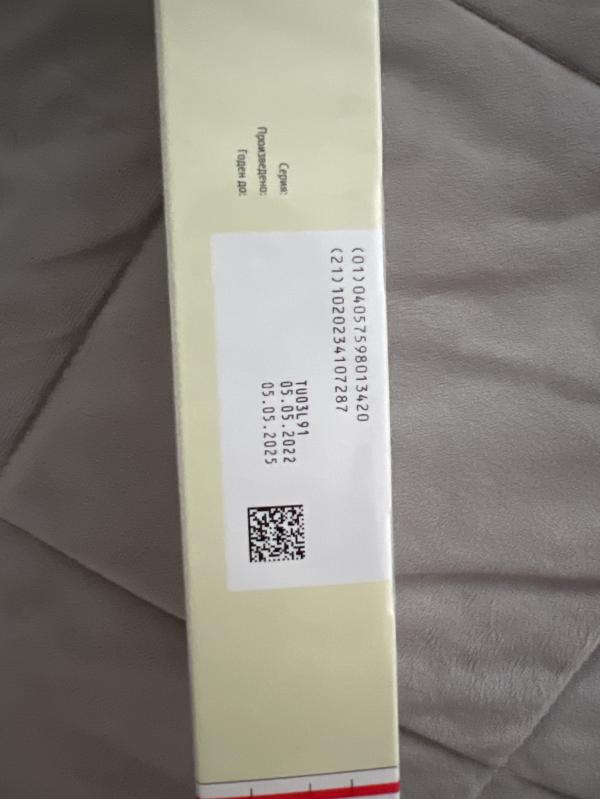 (01)04057598013420
(21)1020234107287
Серия: TU03L91
Произведено: 05.05.2022
Годен до: 05.05.2025